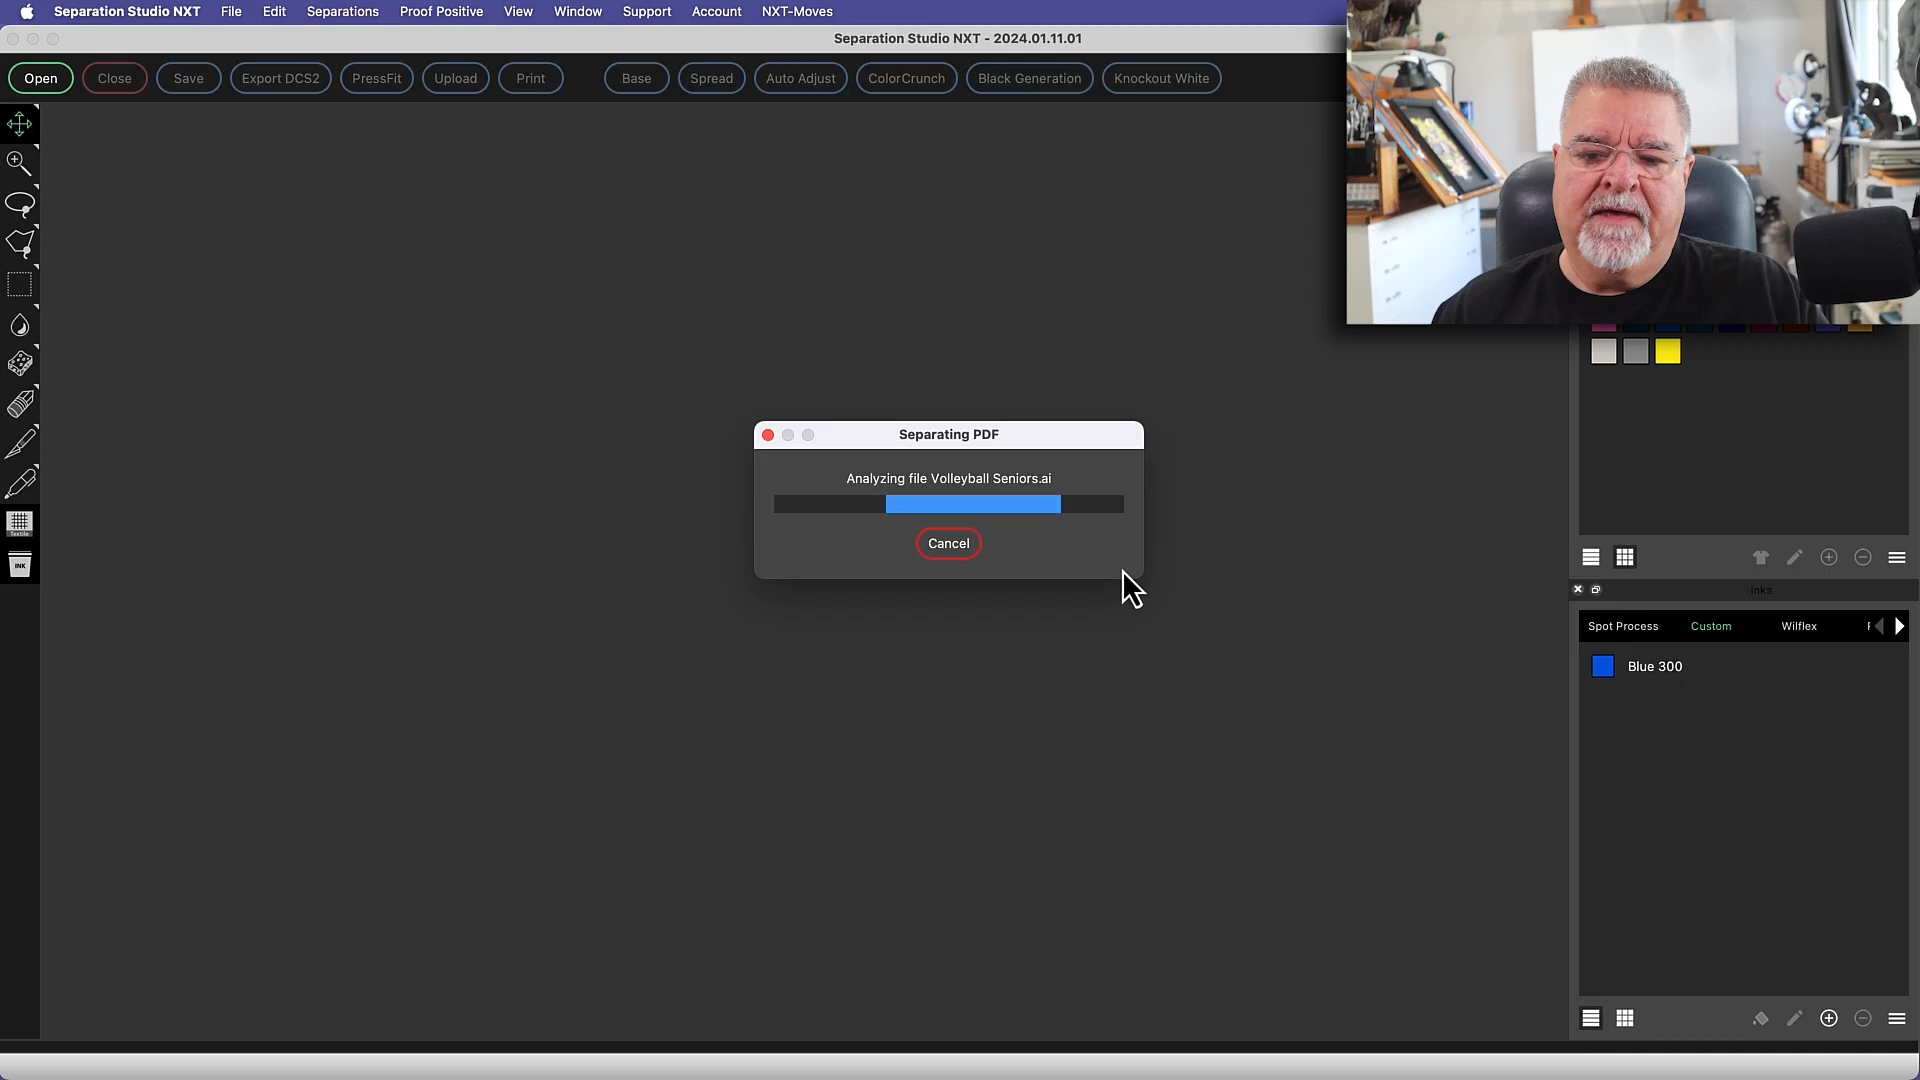 Separation Studio NXT File Edit Separations Proof Positive View Window Support Account NXT-Moves
Separation Studio NXT - 2024.01.11.01
Open Close Save Export DCS2 PressFit Upload Print Base Spread Auto Adjust ColorCrunch Black Generation Knockout White
Separating PDF
Analyzing file Volleyball Seniors.ai
Cancel
Textile
INK
Inks
Spot Process Custom Wilflex
Blue 300